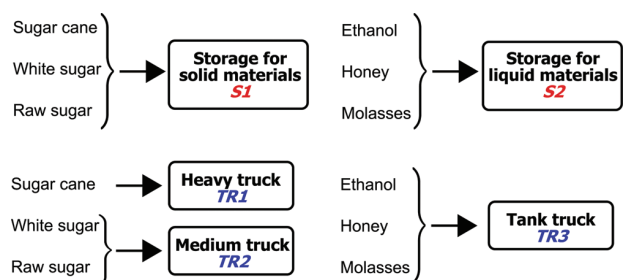 Sugar cane
White sugar
Raw sugar
Storage for
solid materials
S1
Ethanol
Honey
Molasses
Storage for
liquid materials
S2
Sugar cane
Heavy truck
TR1
White sugar
Raw sugar
Medium truck
TR2
Ethanol
Honey
Molasses
Tank truck
TR3